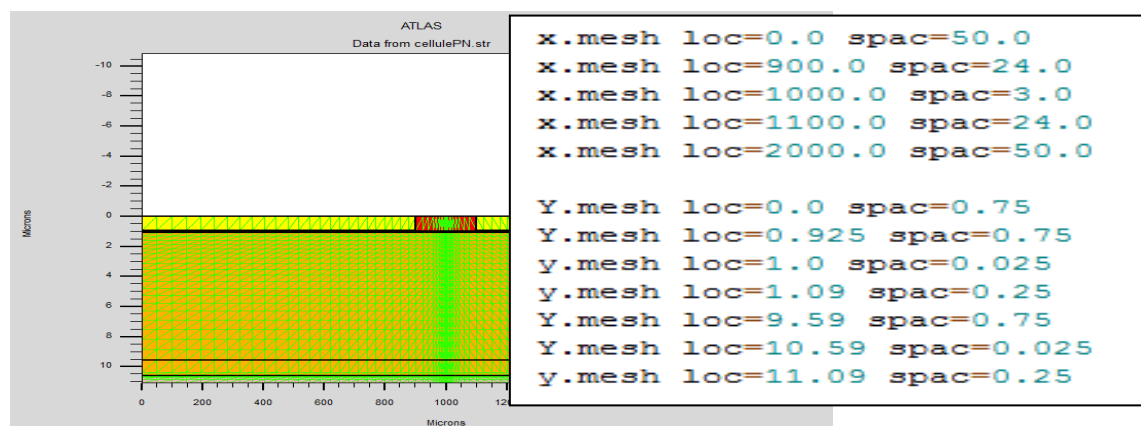 ATLAS
Data from cellulePN.str
Microns
-10
-8
-6
-4
-2
0
2
4
6
8
10
0 200 400 600 800 1000
Microns
x.mesh loc=0.0 spac=50.0
x.mesh loc=900.0 spac=24.0
x.mesh loc=1000.0 spac=3.0
x.mesh loc=1100.0 spac=24.0
x.mesh loc=2000.0 spac=50.0
Y.mesh loc=0.0 spac=0.75
Y.mesh loc=0.925 spac=0.75
y.mesh loc=1.0 spac=0.025
y.mesh loc=1.09 spac=0.25
Y.mesh loc=9.59 spac=0.75
Y.mesh loc=10.59 spac=0.025
y.mesh loc=11.09 spac=0.25